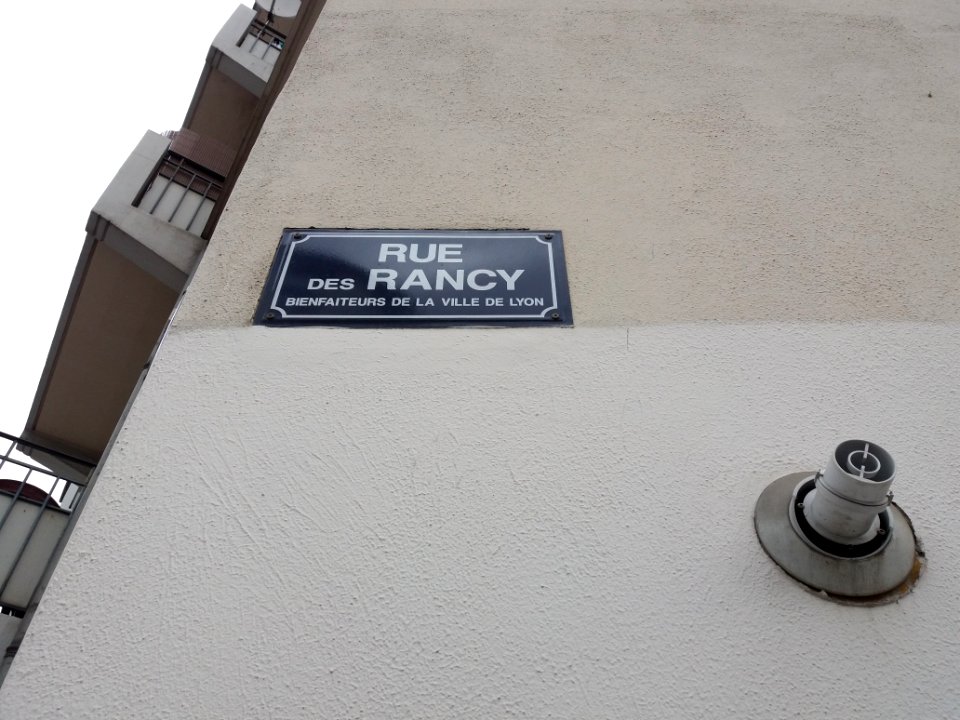 RUE
DES RANCY
BIENFAITEURS DE LA VILLE DE LYON